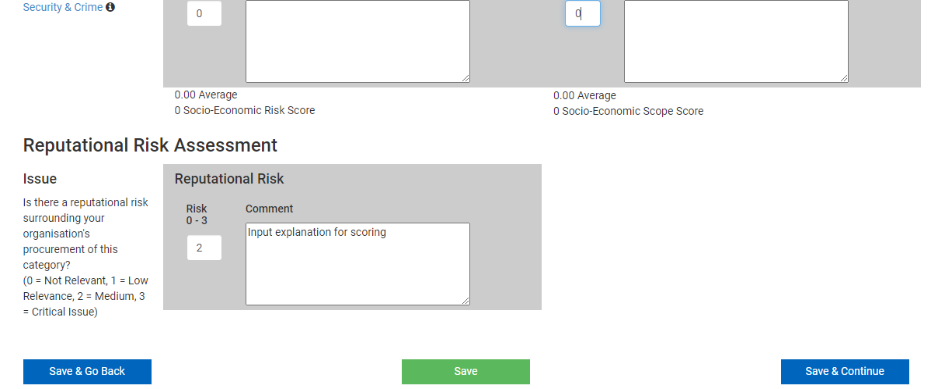 Security & Crime
0
0
0.00 Average
0.00 Average
0 Socio-Economic Risk Score
0 Socio-Economic Scope Score
Reputational Risk Assessment
Issue
Reputational Risk
Is there a reputational risk
surrounding your
organisation's
procurement of this
category?
(0 = Not Relevant, 1 = Low
Relevance, 2 = Medium, 3
= Critical Issue)
Risk
0 - 3
Comment
2
Input explanation for scoring
Save & Go Back
Save
Save & Continue